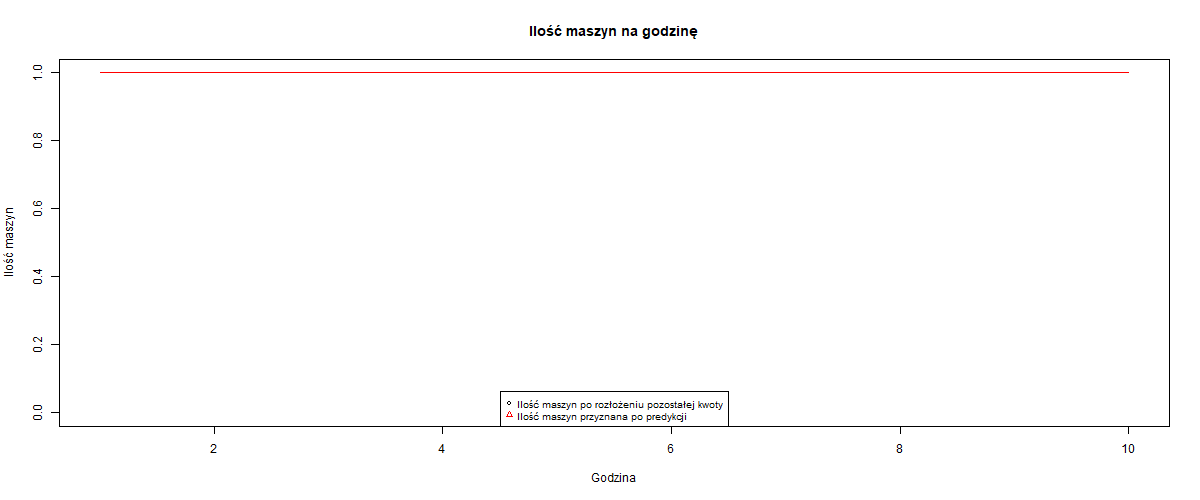 Ilość maszyn na godzinę
Ilość maszyn
1.0
0.8
0.6
0.4
0.2
0.0
Ilość maszyn po rozłożeniu pozostałej kwoty
Ilość maszyn przyznana po predykcji
2 4 6 8 10
Godzina